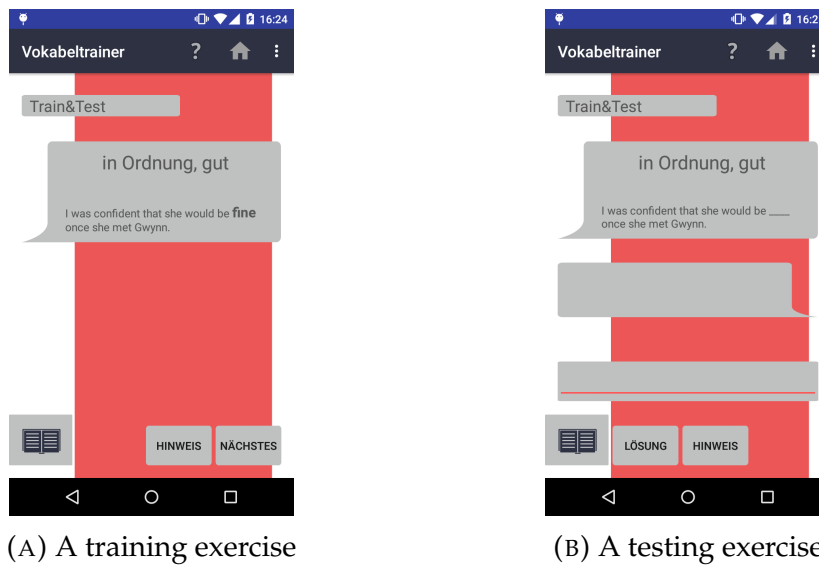 16:24
Vokabeltrainer ?
Train&Test
in Ordnung, gut
I was confident that she would be fine
once she met Gwynn.
HINWEIS NÄCHSTES
(A) A training exercise
16:2
Vokabeltrainer ?
Train&Test
in Ordnung, gut
I was confident that she would be ____
once she met Gwynn.
LÖSUNG HINWEIS
(B) A testing exercise